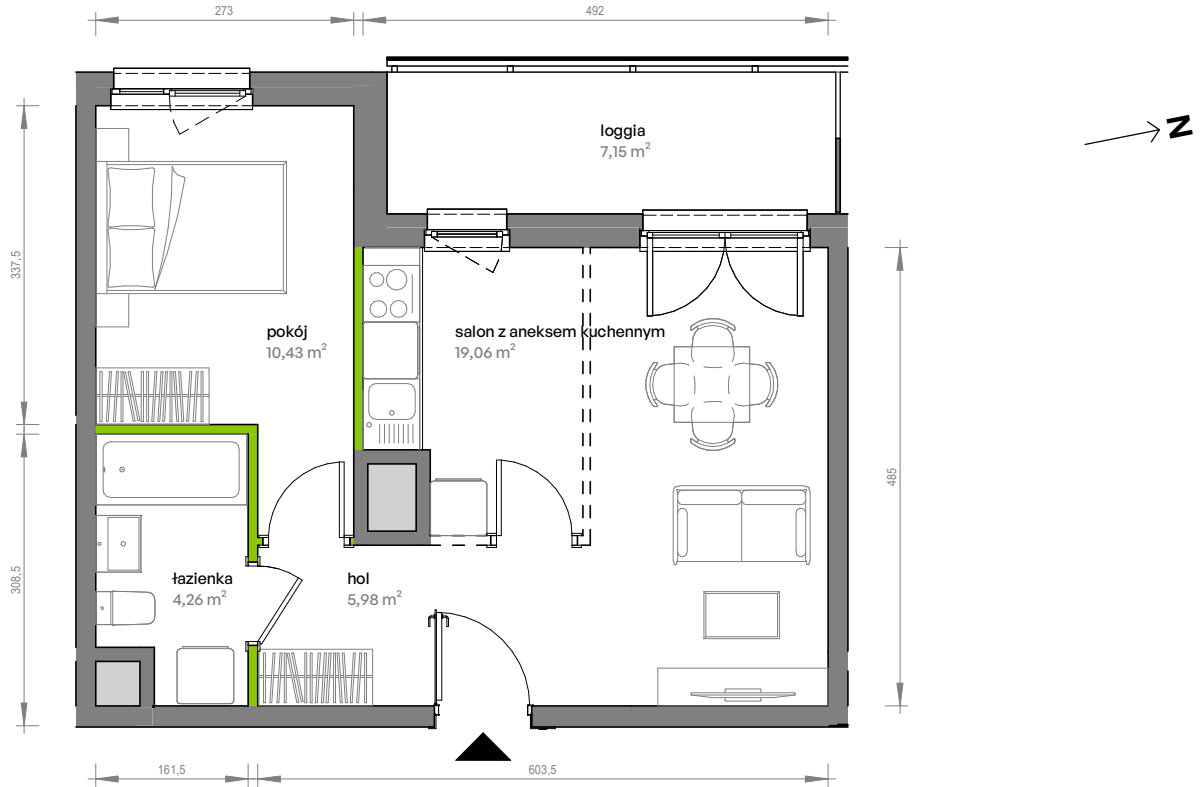 273
492
loggia
7,15 m²
N
337,5
pokój
10,43 m²
salon z aneksem kuchennym
19,06 m²
485
308,5
łazienka
4,26 m²
hol
5,98 m²
161,5
603,5